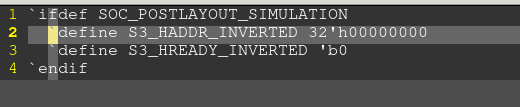 1 `ifdef SOC_POSTLAYOUT_SIMULATION
2   `define S3_HADDR_INVERTED 32'h00000000
3   `define S3_HREADY_INVERTED 'b0
4 `endif